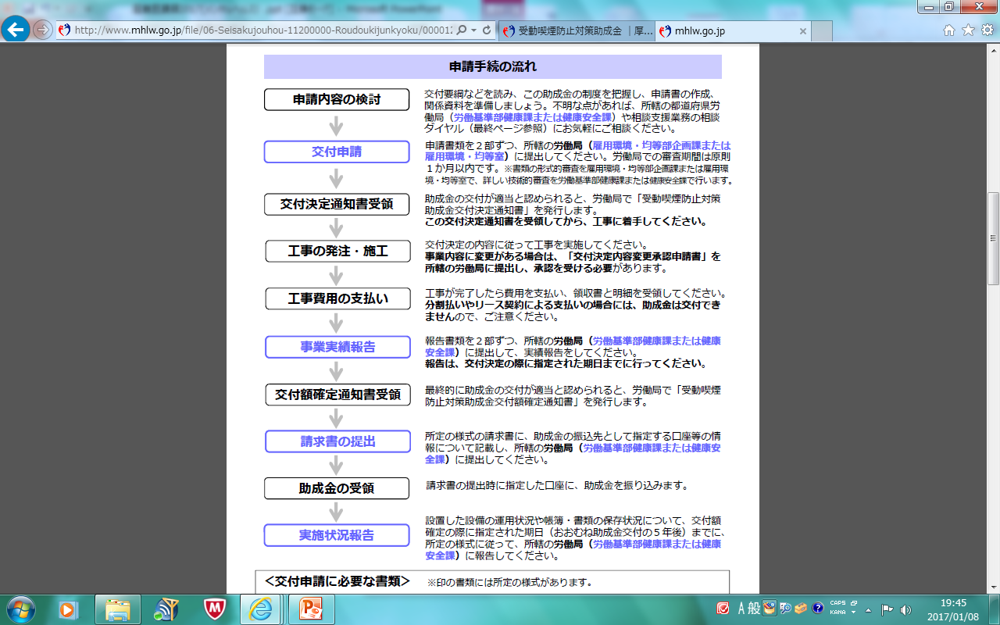 http://www.mhlw.go.jp/file/06-Seisakujouhou-11200000-Roudoukijunkyoku/00001
受動喫煙防止対策助成金 ｜厚...
mhlw.go.jp
申請手続の流れ
申請内容の検討
交付要綱などを読み、この助成金の制度を把握し、申請書の作成、
関係資料を準備しましょう。不明な点があれば、所轄の都道府県労
働局（労働基準部健康課または健康安全課）や相談支援業務の相談
ダイヤル（最終ページ参照）にお気軽にご相談ください。
交付申請
申請書類を２部ずつ、所轄の労働局（雇用環境・均等部企画課または
雇用環境・均等室）に提出してください。労働局での審査期間は原則
１か月以内です。※書類の形式的審査を雇用環境・均等部企画課または雇用環
境・均等室で、詳しい技術的審査を労働基準部健康課または健康安全課で行います。
交付決定通知書受領
助成金の交付が適当と認められると、労働局で「受動喫煙防止対策
助成金交付決定通知書」を発行します。
この交付決定通知書を受領してから、工事に着手してください。
工事の発注・施工
交付決定の内容に従って工事を実施してください。
事業内容に変更がある場合は、「交付決定内容変更承認申請書」を
所轄の労働局に提出し、承認を受ける必要があります。
工事費用の支払い
工事が完了したら費用を支払い、領収書と明細を受領してください。
分割払いやリース契約による支払いの場合には、助成金は交付でき
ませんので、ご注意ください。
事業実績報告
報告書類を２部ずつ、所轄の労働局（労働基準部健康課または健康
安全課）に提出して、実績報告をしてください。
報告は、交付決定の際に指定された期日までに行ってください。
交付額確定通知書受領
最終的に助成金の交付が適当と認められると、労働局で「受動喫煙
防止対策助成金交付額確定通知書」を発行します。
請求書の提出
所定の様式の請求書に、助成金の振込先として指定する口座等の情
報について記載し、所轄の労働局（労働基準部健康課または健康安
全課）に提出してください。
助成金の受領
請求書の提出時に指定した口座に、助成金を振り込みます。
実施状況報告
設置した設備の運用状況や帳簿・書類の保存状況について、交付額
確定の際に指定された期日（おおむね助成金交付の５年後）までに、
所定の様式に従って、所轄の労働局（労働基準部健康課または健康
安全課）に報告してください。
＜交付申請に必要な書類＞ ※印の書類には所定の様式があります。
A 般
CAPS
KANA
19:45
2017/01/08